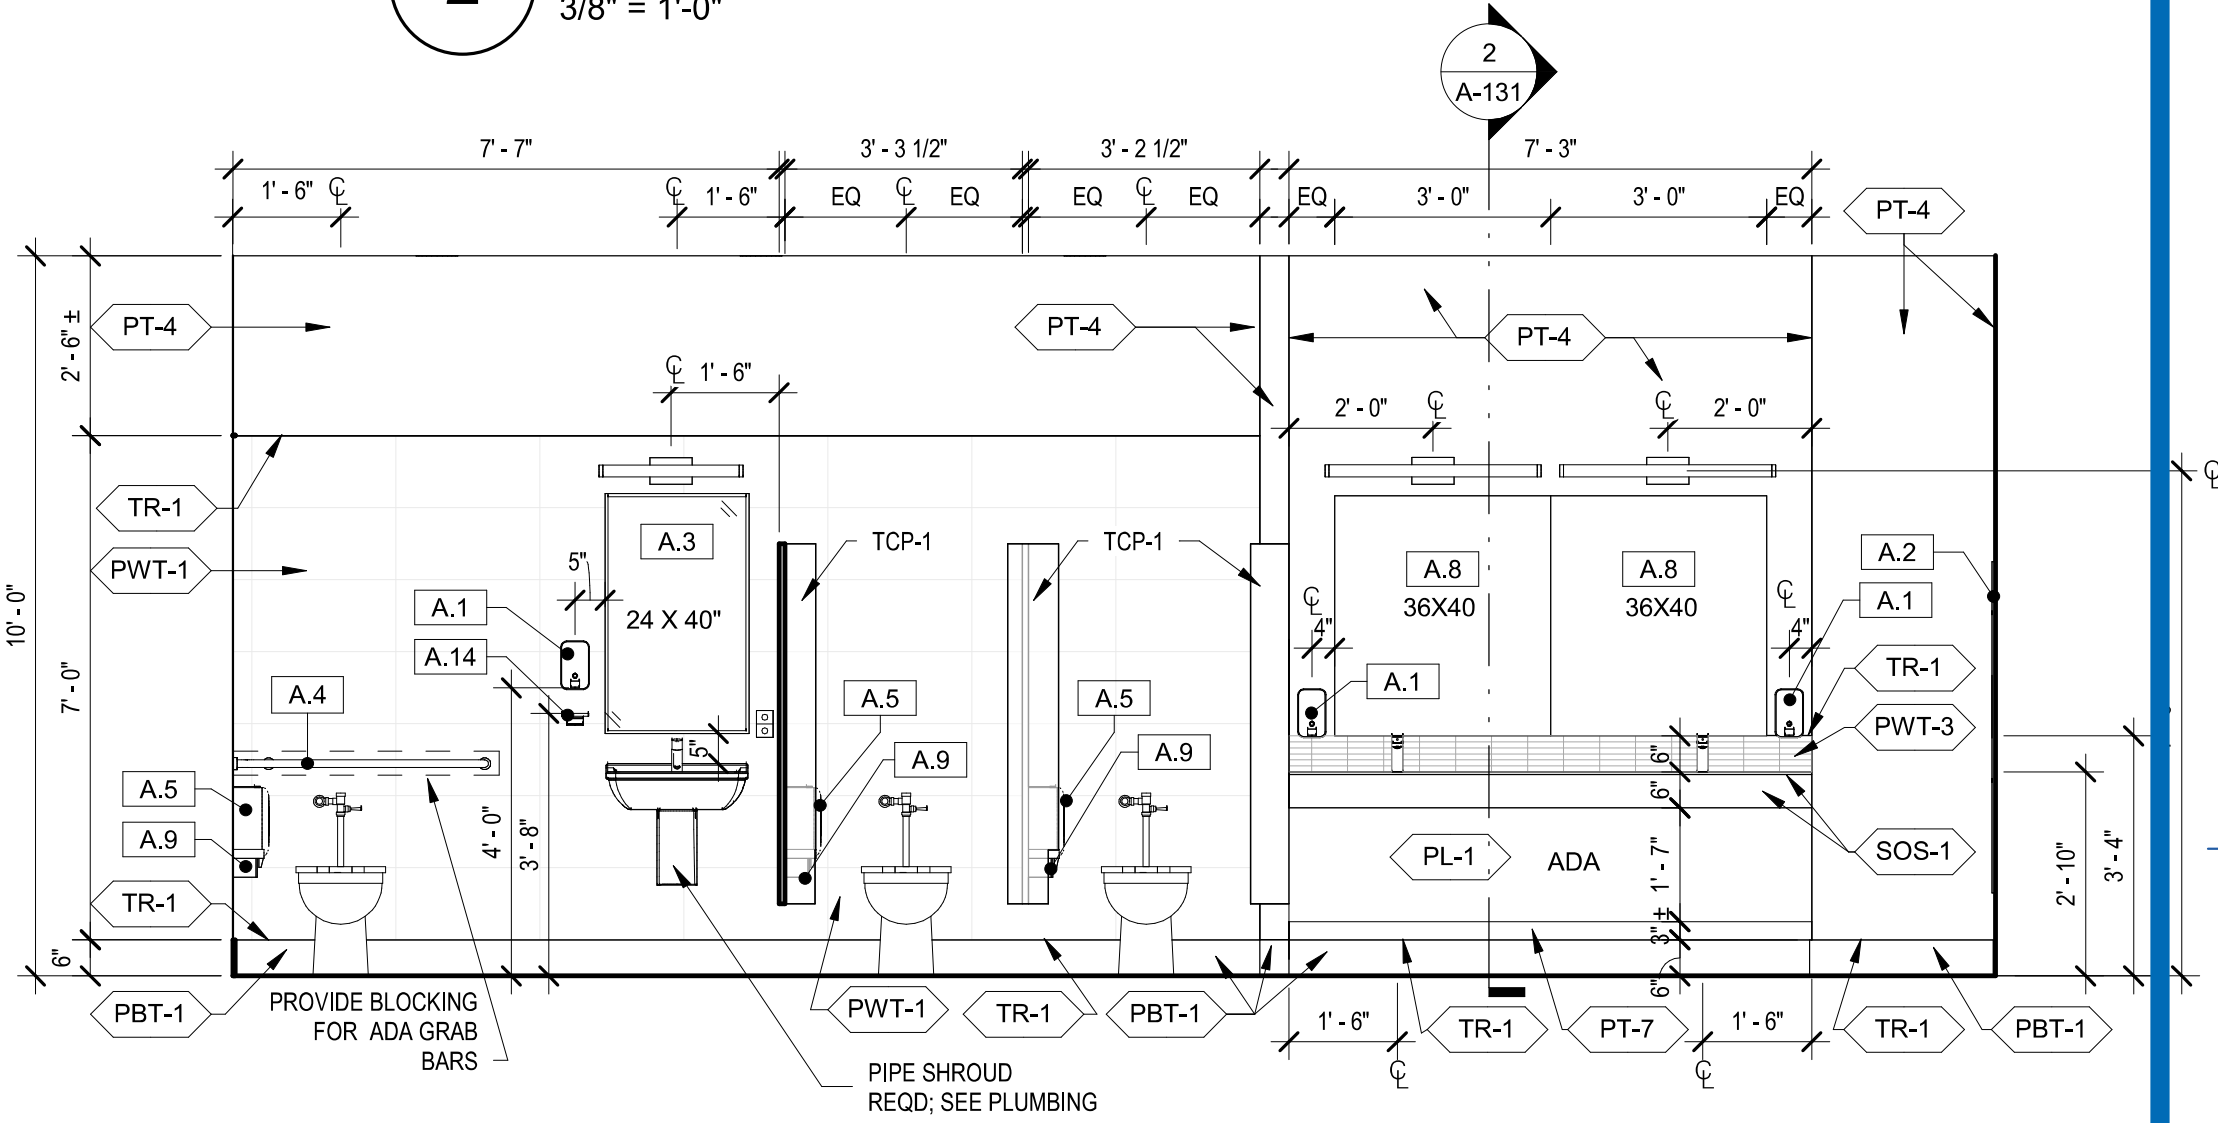 3/8" = 1'-0"
2
A-131
7' - 7"
3' - 3 1/2"
3' - 2 1/2"
7' - 3"
1' - 6" ℄
℄ 1' - 6"
EQ ℄ EQ
EQ ℄ EQ
EQ
3' - 0"
3' - 0"
EQ
PT-4
10' - 0"
2' - 6" ±
7' - 0"
6"
PT-4
PT-4
PT-4
℄ 1' - 6"
2' - 0" ℄
℄ 2' - 0"
℄
TR-1
PWT-1
A.3
24 X 40"
5"
A.1
A.14
TCP-1
TCP-1
A.8
36X40
A.8
36X40
A.2
A.1
℄
4"
℄
4"
A.1
TR-1
PWT-3
A.4
A.5
A.9
A.5
A.9
A.5
A.9
5"
4' - 0"
3' - 8"
6"
6"
1' - 7" ±
3"
6"
PL-1
ADA
SOS-1
2' - 10"
3' - 4"
TR-1
PBT-1
PROVIDE BLOCKING
FOR ADA GRAB
BARS
PWT-1
TR-1
PBT-1
1' - 6"
℄
TR-1
PT-7
1' - 6"
℄
TR-1
PBT-1
PIPE SHROUD
REQD; SEE PLUMBING